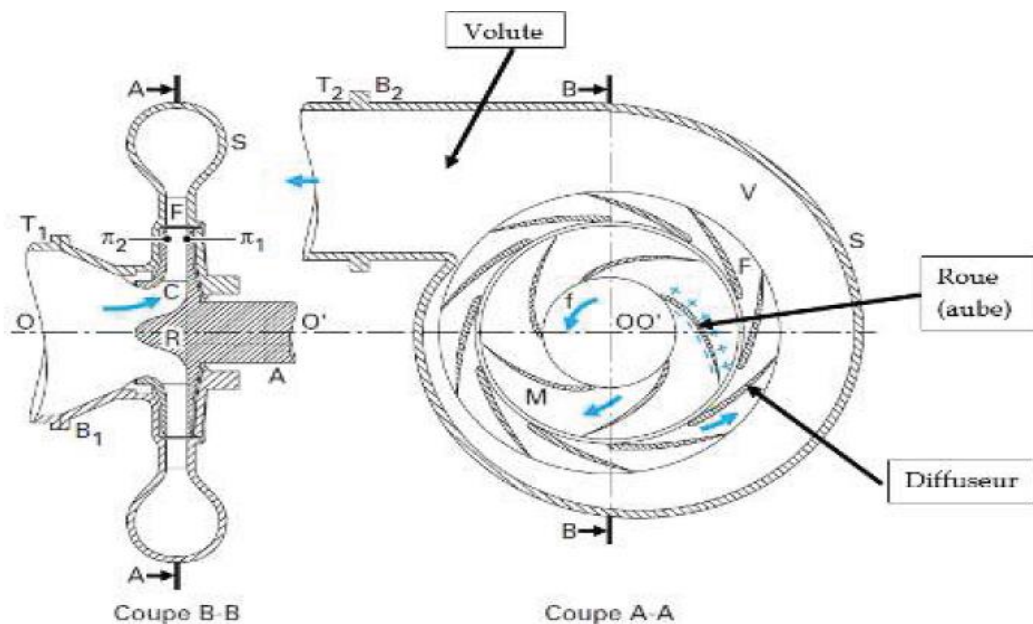 Volute
A
T₂
B₂
B
S
V
F
π₂
π₁
T₁
S
F
C
f
Roue
(aube)
O
O'
OO'
R
A
M
B₁
Diffuseur
B
A
Coupe B-B
Coupe A-A